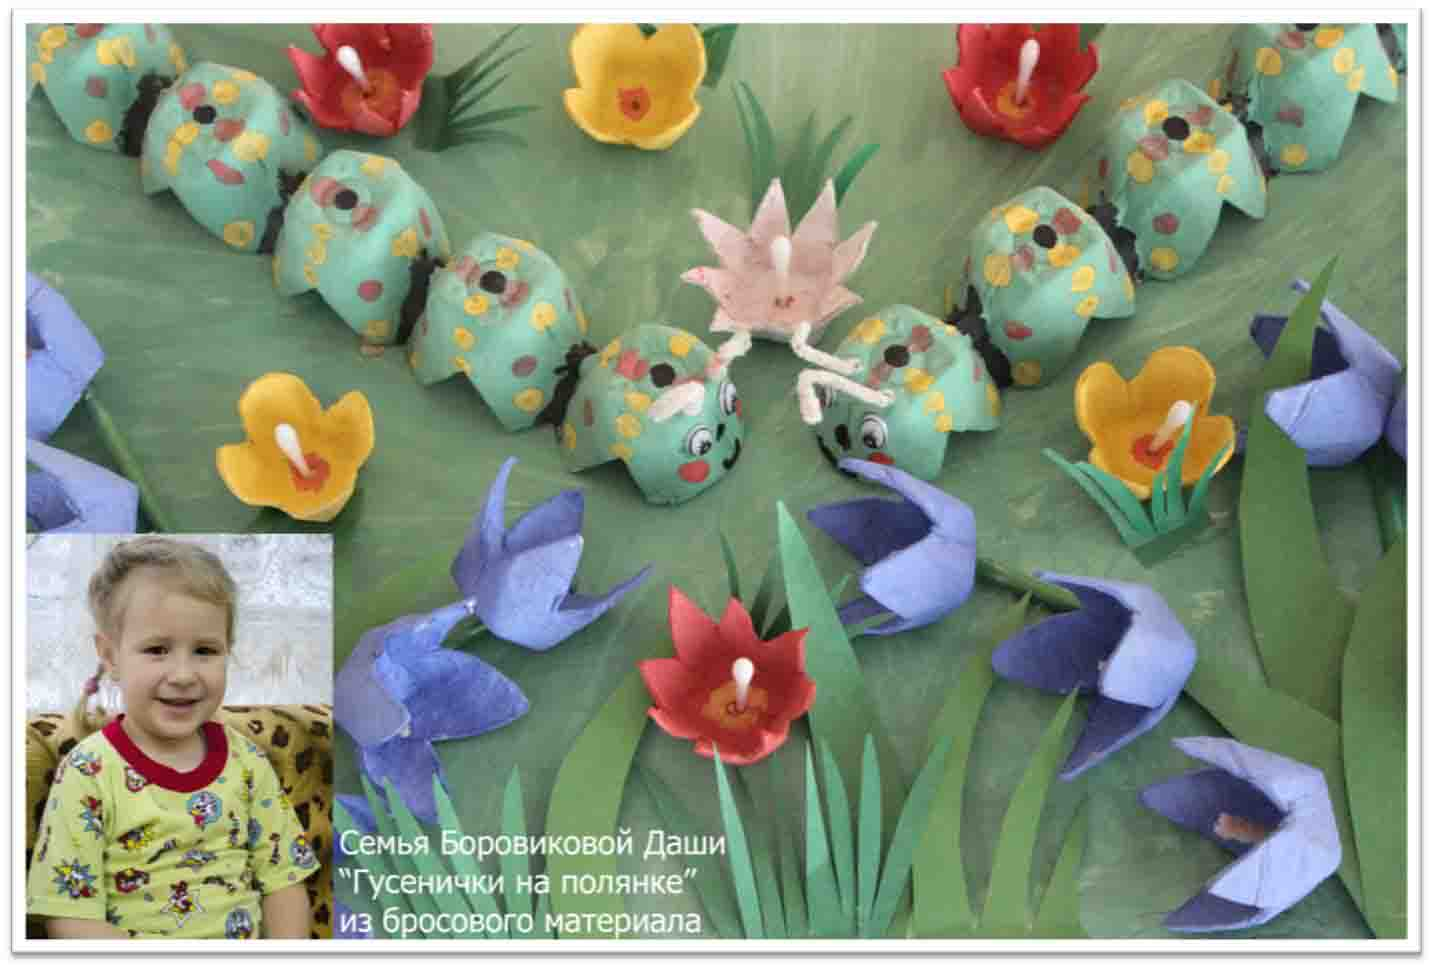 Семья Боровиковой Даши
“Гусенички на полянке”
из бросового материала